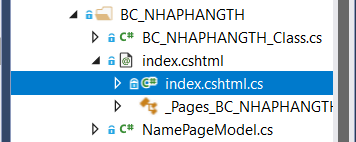 BC_NHAPHANGTH
C# BC_NHAPHANGTH_Class.cs
@ index.cshtml
C# index.cshtml.cs
_Pages_BC_NHAPHANGTH
C# NamePageModel.cs